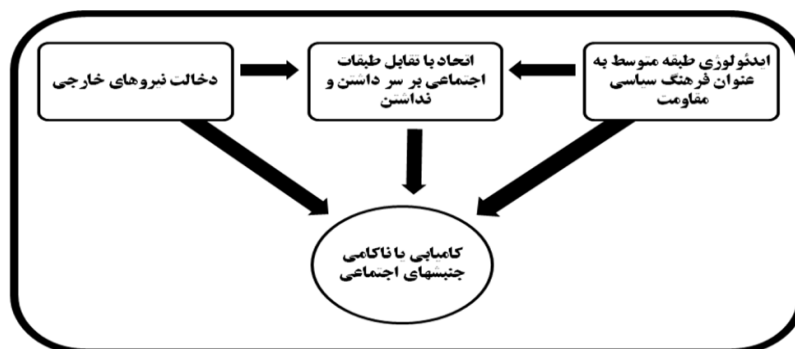 ایدئولوژی طبقه متوسط به
عنوان فرهنگ سیاسی
مقاومت
اتحاد یا تقابل طبقات
اجتماعی بر سر داشتن و
نداشتن
دخالت نیروهای خارجی
کامیابی یا ناکامی
جنبشهای اجتماعی